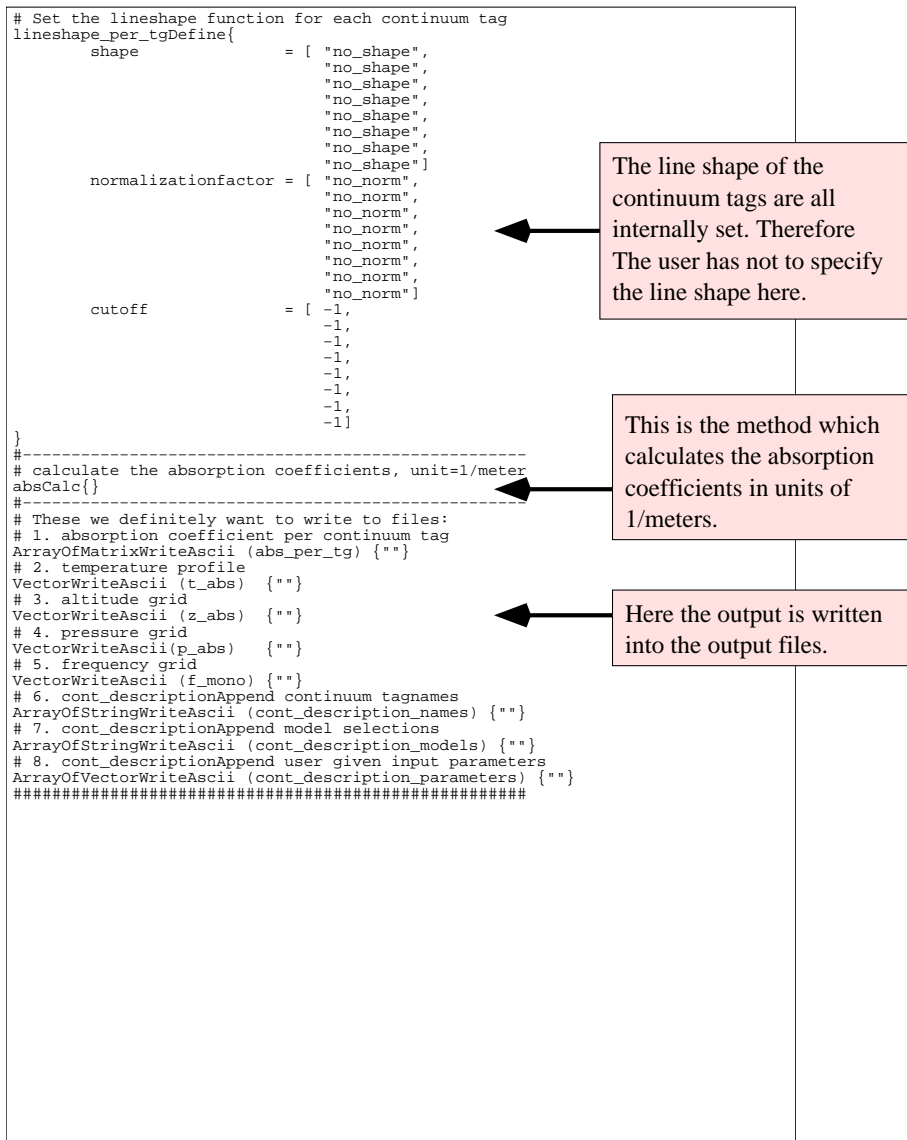 # Set the lineshape function for each continuum tag
lineshape_per_tgDefine{
shape = [ "no_shape",
"no_shape",
"no_shape",
"no_shape",
"no_shape",
"no_shape",
"no_shape",
"no_shape"]
normalizationfactor = [ "no_norm",
"no_norm",
"no_norm",
"no_norm",
"no_norm",
"no_norm",
"no_norm",
"no_norm"]
cutoff = [ -1,
-1,
-1,
-1,
-1,
-1,
-1,
-1]
}
#----------------------------------------------------
# calculate the absorption coefficients, unit=1/meter
absCalc{}
#----------------------------------------------------
# These we definitely want to write to files:
# 1. absorption coefficient per continuum tag
ArrayOfMatrixWriteAscii (abs_per_tg) {""}
# 2. temperature profile
VectorWriteAscii (t_abs) {""}
# 3. altitude grid
VectorWriteAscii (z_abs) {""}
# 4. pressure grid
VectorWriteAscii(p_abs) {""}
# 5. frequency grid
VectorWriteAscii (f_mono) {""}
# 6. cont_descriptionAppend continuum tagnames
ArrayOfStringWriteAscii (cont_description_names) {""}
# 7. cont_descriptionAppend model selections
ArrayOfStringWriteAscii (cont_description_models) {""}
# 8. cont_descriptionAppend user given input parameters
ArrayOfVectorWriteAscii (cont_description_parameters) {""}
#####################################################
The line shape of the
continuum tags are all
internally set. Therefore
The user has not to specify
the line shape here.
This is the method which
calculates the absorption
coefficients in units of
1/meters.
Here the output is written
into the output files.